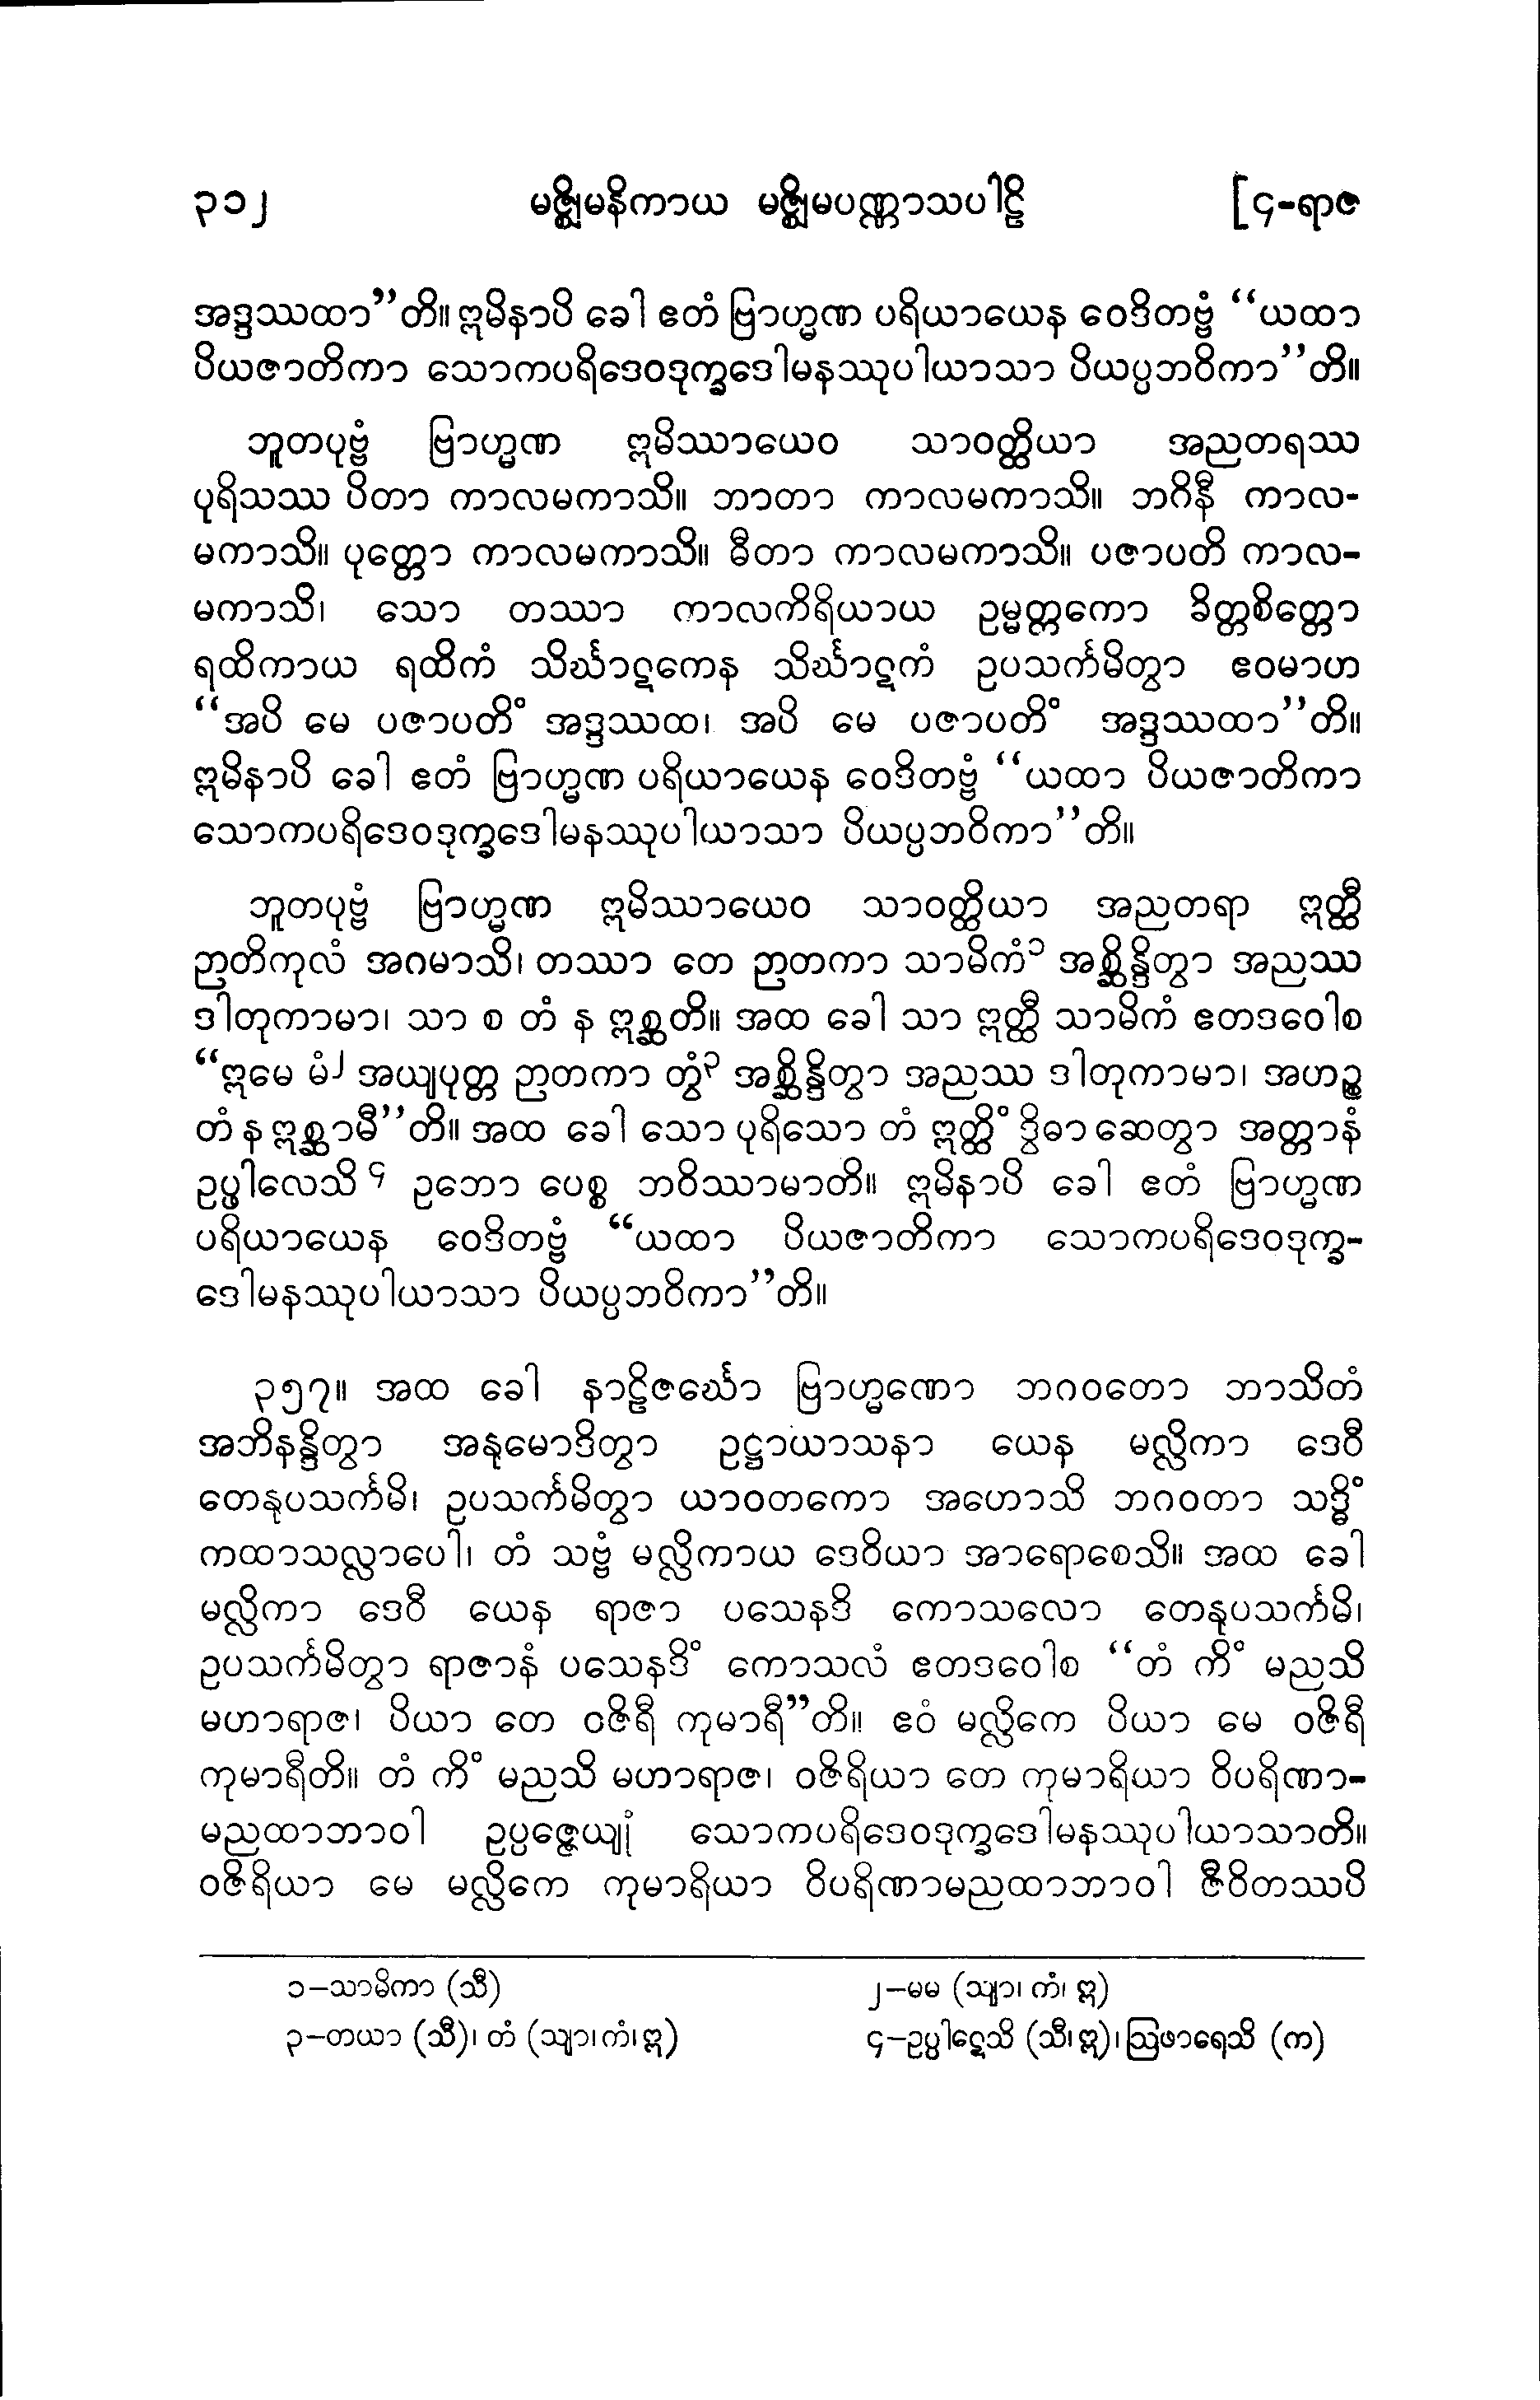 ၃၁၂ မဇ္ဈိမနိကာယ မဇ္ဈိမပဏ္ဏာသပါဠိ [၄-ရာဇ
အဒ္ဒဿထာ”တိ။ ဣမိနာပိ ခေါ ဧတံ ဗြာဟ္မဏ ပရိယာယေန ဝေဒိတဗ္ဗံ “ယထာ
ပိယဇာတိကာ သောကပရိဒေဝဒုက္ခဒေါမနဿုပါယာသာ ပိယပ္ပဘဝိကာ”တိ။
ဘူတပုဗ္ဗံ ဗြာဟ္မဏ ဣမိဿာယေဝ သာဝတ္ထိယာ အညတရဿ
ပုရိသဿ ပိတာ ကာလမကာသိ။ ဘာတာ ကာလမကာသိ။ ဘဂိနီ ကာလ-
မကာသိ။ ပုတ္တော ကာလမကာသိ။ ဓီတာ ကာလမကာသိ။ ပဇာပတိ ကာလ-
မကာသိ၊ သော တဿာ ကာလကိရိယာယ ဥမ္မတ္တကော ခိတ္တစိတ္တော
ရထိကာယ ရထိကံ သိင်္ဃာဋကေန သိင်္ဃာဋကံ ဥပသင်္ကမိတွာ ဧဝမာဟ
“အပိ မေ ပဇာပတိံ အဒ္ဒဿထ၊ အပိ မေ ပဇာပတိံ အဒ္ဒဿထာ”တိ။
ဣမိနာပိ ခေါ ဧတံ ဗြာဟ္မဏ ပရိယာယေန ဝေဒိတဗ္ဗံ “ယထာ ပိယဇာတိကာ
သောကပရိဒေဝဒုက္ခဒေါမနဿုပါယာသာ ပိယပ္ပဘဝိကာ”တိ။
ဘူတပုဗ္ဗံ ဗြာဟ္မဏ ဣမိဿာယေဝ သာဝတ္ထိယာ အညတရာ ဣတ္ထီ
ဉာတိကုလံ အဂမာသိ၊ တဿာ တေ ဉာတကာ သာမိကံ၁ အစ္ဆိန္ဒိတွာ အညဿ
ဒါတုကာမာ၊ သာ စ တံ န ဣစ္ဆတိ။ အထ ခေါ သာ ဣတ္ထီ သာမိကံ ဧတဒဝေါစ
“ဣမေ မံ၂ အယျပုတ္တ ဉာတကာ တွံ၃ အစ္ဆိန္ဒိတွာ အညဿ ဒါတုကာမာ၊ အဟဉ္စ
တံ န ဣစ္ဆာမီ”တိ။ အထ ခေါ သော ပုရိသော တံ ဣတ္ထိံ ဒွိဓာ ဆေတွာ အတ္တာနံ
ဥပ္ဖါလေသိ၄ ဥဘော ပေစ္စ ဘဝိဿာမာတိ။ ဣမိနာပိ ခေါ ဧတံ ဗြာဟ္မဏ
ပရိယာယေန ဝေဒိတဗ္ဗံ “ယထာ ပိယဇာတိကာ သောကပရိဒေဝဒုက္ခ-
ဒေါမနဿုပါယာသာ ပိယပ္ပဘဝိကာ”တိ။
၃၅၇။ အထ ခေါ နာဠိဇင်္ဃော ဗြာဟ္မဏော ဘဂဝတော ဘာသိတံ
အဘိနန္ဒိတွာ အနုမောဒိတွာ ဥဋ္ဌာယာသနာ ယေန မလ္လိကာ ဒေဝီ
တေနုပသင်္ကမိ၊ ဥပသင်္ကမိတွာ ယာဝတကော အဟောသိ ဘဂဝတာ သဒ္ဓိံ
ကထာသလ္လာပေါ၊ တံ သဗ္ဗံ မလ္လိကာယ ဒေဝိယာ အာရောစေသိ။ အထ ခေါ
မလ္လိကာ ဒေဝီ ယေန ရာဇာ ပသေနဒိ ကောသလော တေနုပသင်္ကမိ၊
ဥပသင်္ကမိတွာ ရာဇာနံ ပသေနဒိံ ကောသလံ ဧတဒဝေါစ “တံ ကိံ မညသိ
မဟာရာဇ၊ ပိယာ တေ ဝဇိရီ ကုမာရီ”တိ။ ဧဝံ မလ္လိကေ ပိယာ မေ ဝဇိရီ
ကုမာရီတိ။ တံ ကိံ မညသိ မဟာရာဇ၊ ဝဇိရိယာ တေ ကုမာရိယာ ဝိပရိဏာ-
မညထာဘာဝါ ဥပ္ပဇ္ဇေယျုံ သောကပရိဒေဝဒုက္ခဒေါမနဿုပါယာသာတိ။
ဝဇိရိယာ မေ မလ္လိကေ ကုမာရိယာ ဝိပရိဏာမညထာဘာဝါ ဇီဝိတဿပိ
၁–သာမိကာ (သီ) ၂–မမ (သျာ၊ ကံ၊ ဣ)
၃–တယာ (သီ)၊ တံ (သျာ၊ကံ၊ဣ) ၄–ဥပ္ပါဋေသိ (သီ၊ဣ)၊ ဩဖာရေသိ (က)